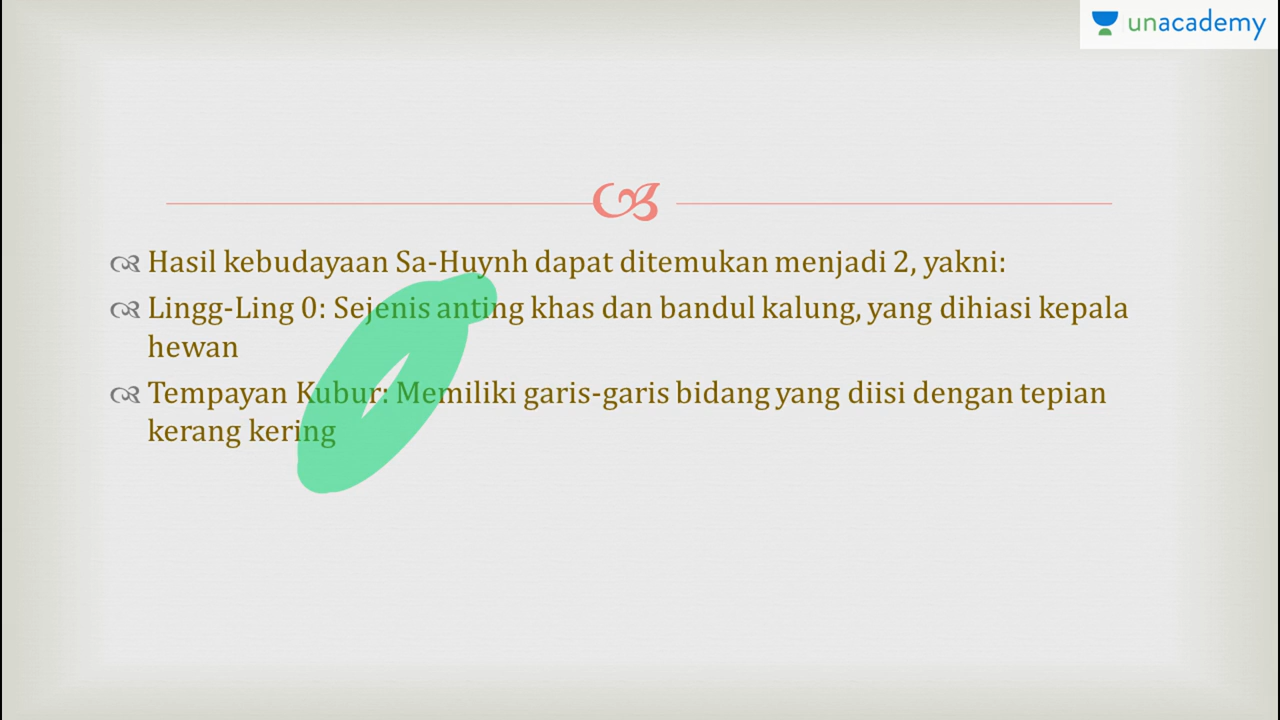 unacademy
Hasil kebudayaan Sa-Huynh dapat ditemukan menjadi 2, yakni:
Lingg-Ling 0: Sejenis anting khas dan bandul kalung, yang dihiasi kepala
hewan
Tempayan Kubur: Memiliki garis-garis bidang yang diisi dengan tepian
kerang kering